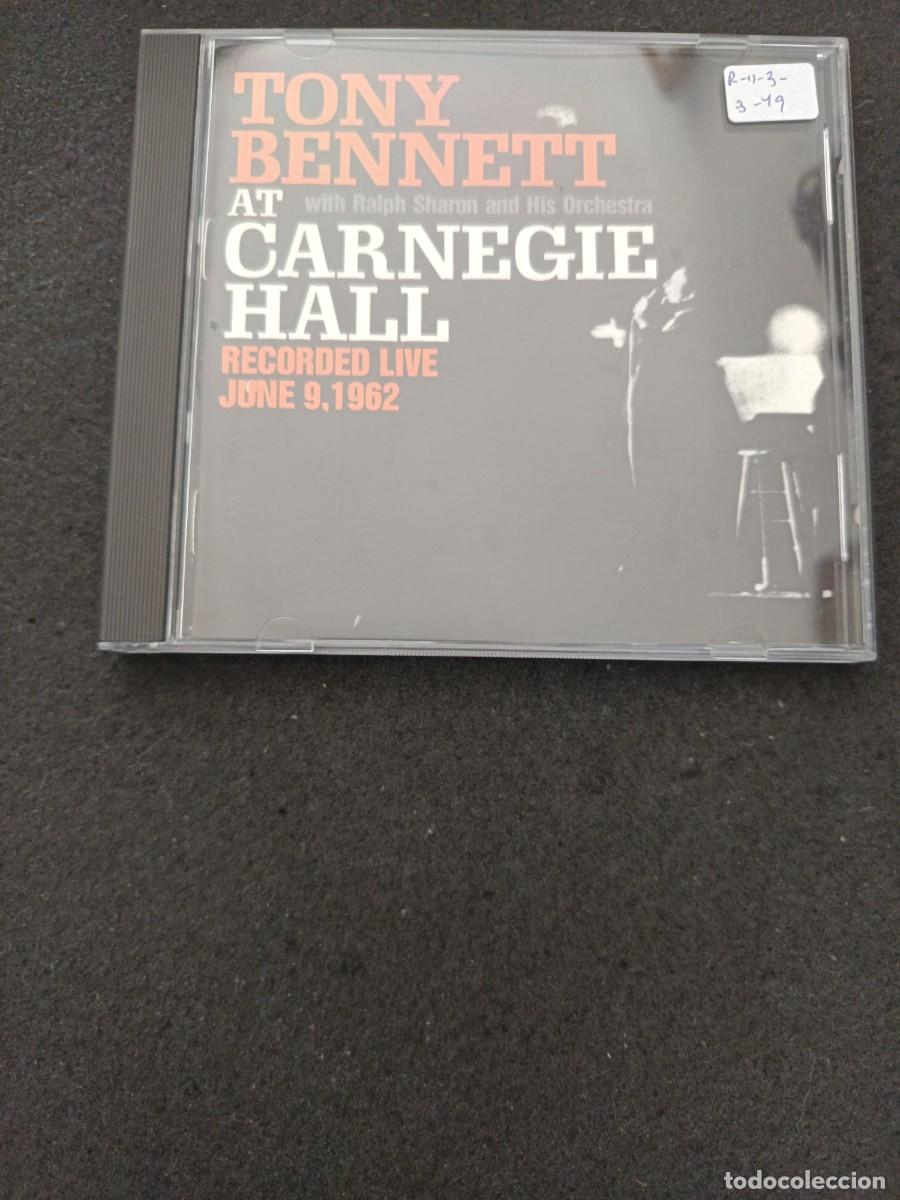 TONY
BENNETT
with Ralph Sharon and His Orchestra
AT
CARNEGIE
HALL
RECORDED LIVE
JUNE 9, 1962
R-11-3-
3-49
todocoleccion